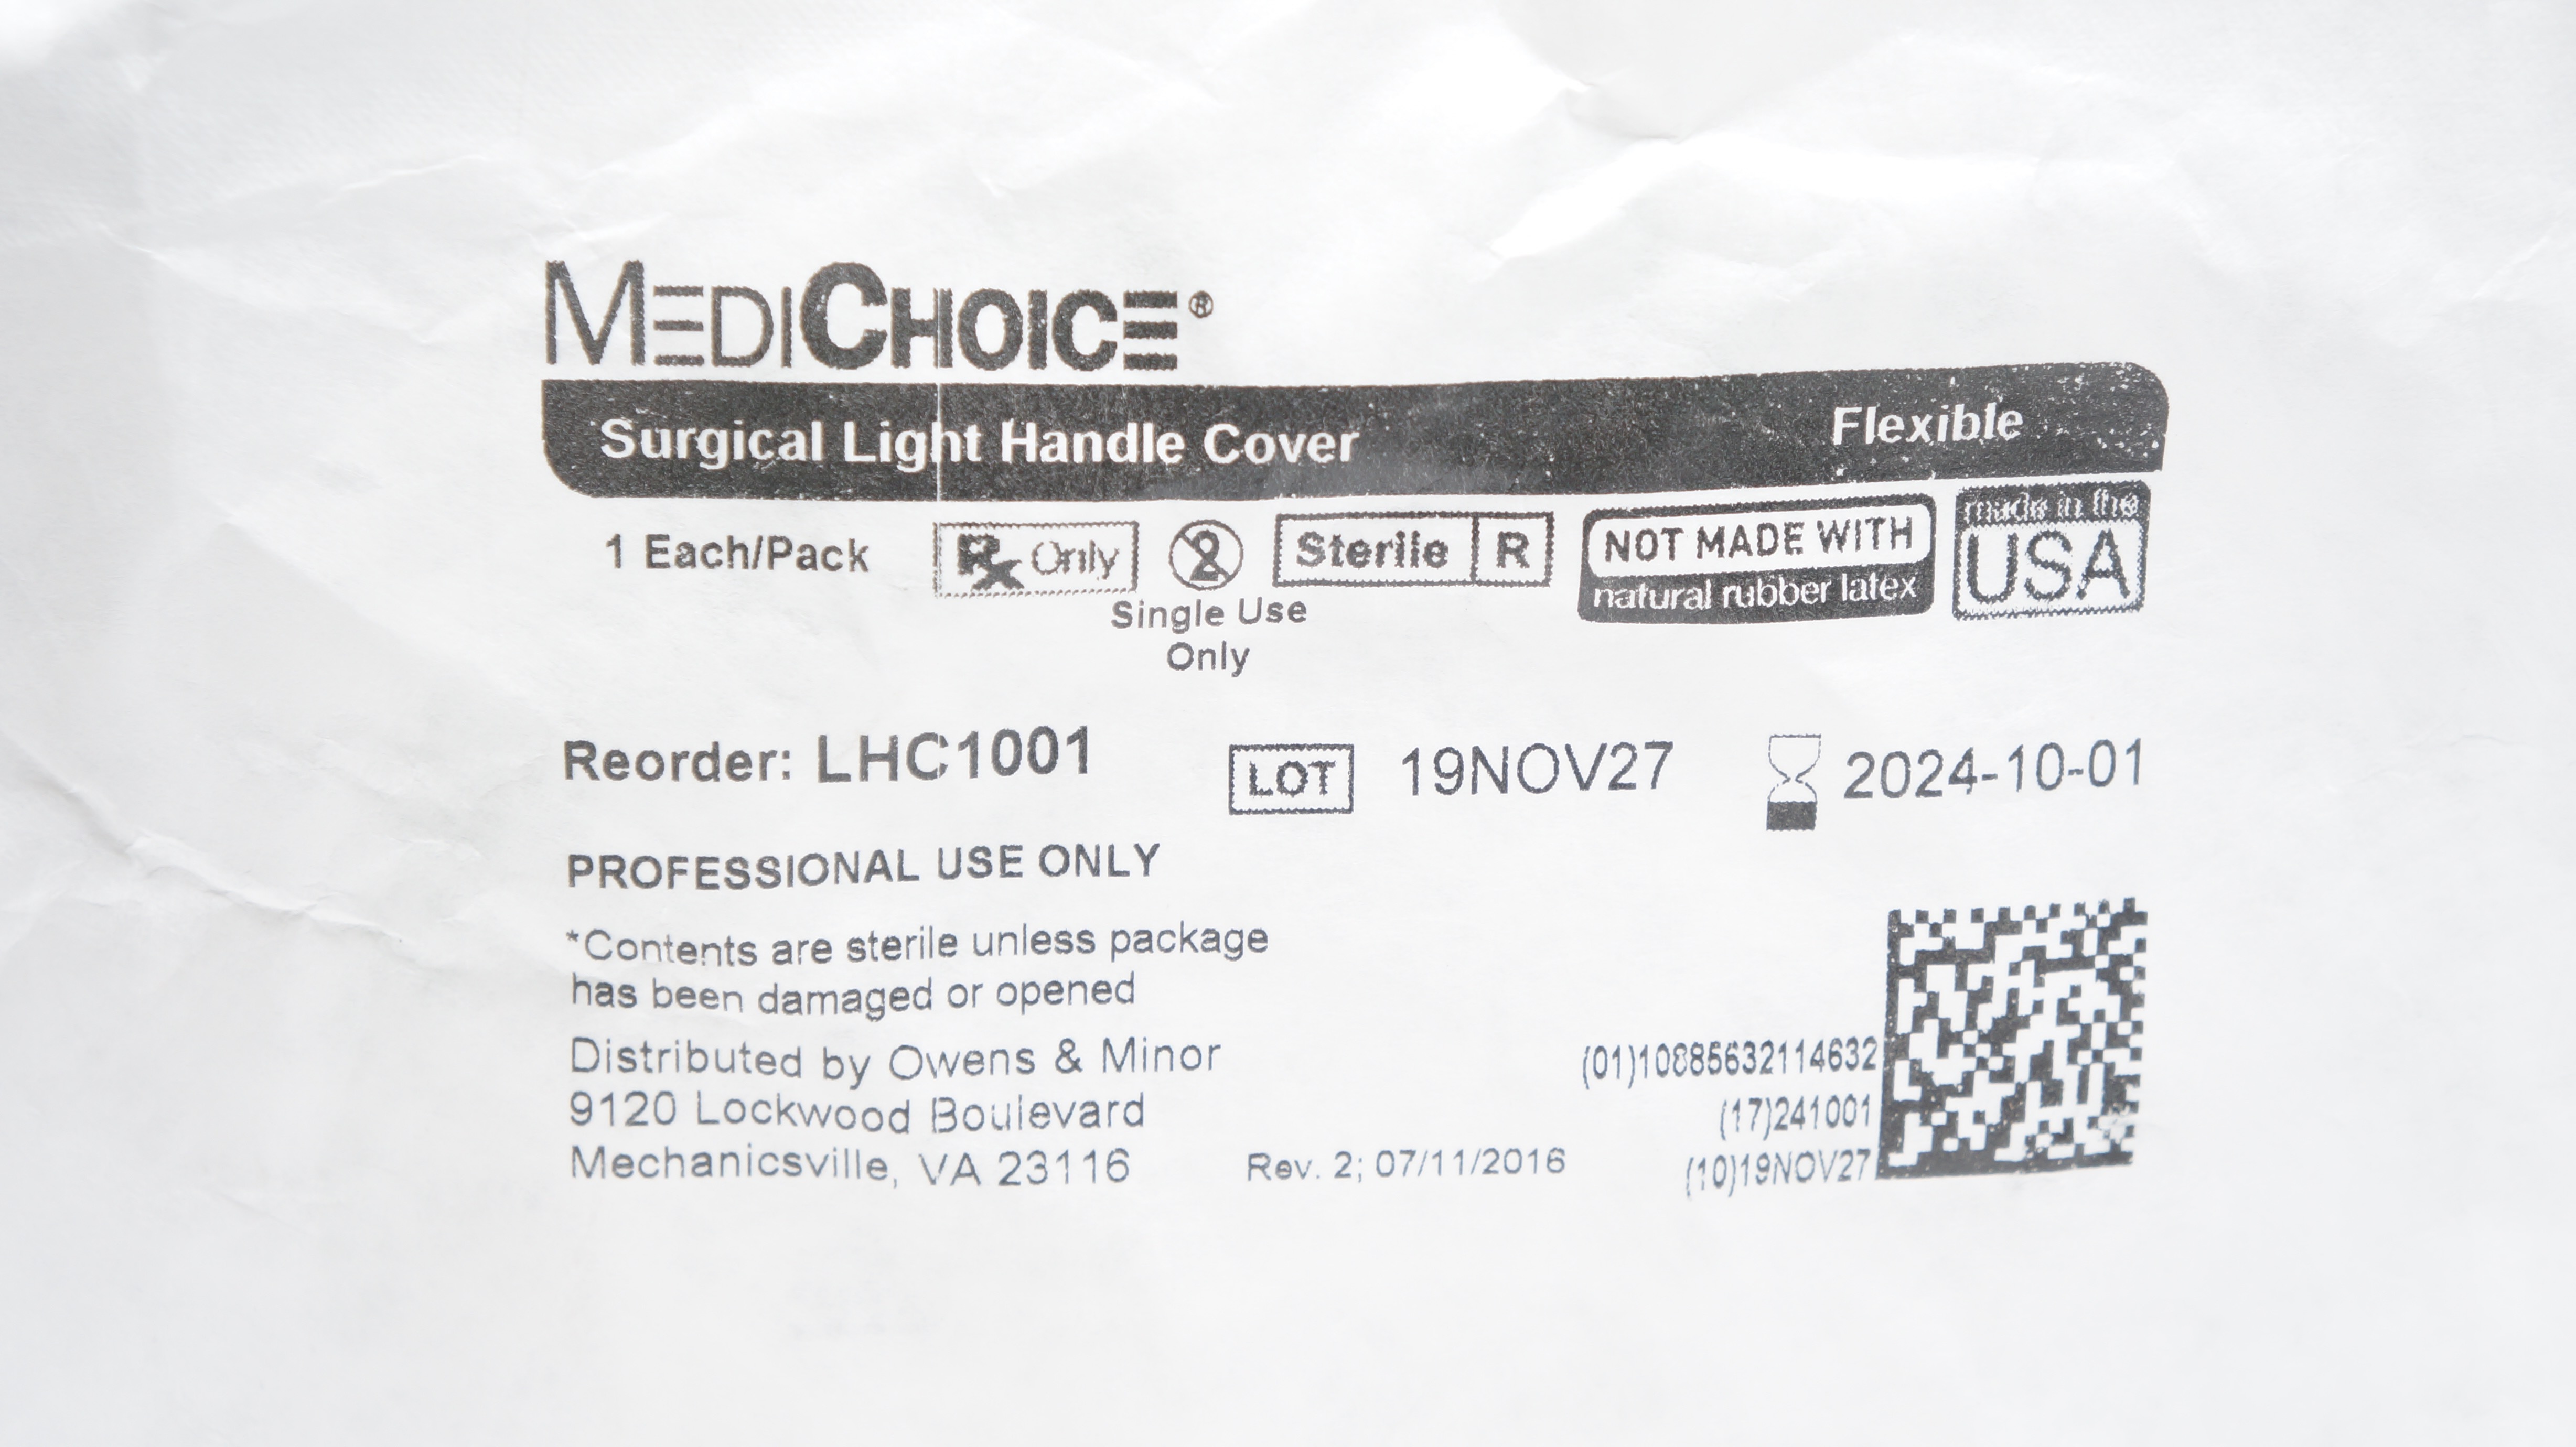 MEDICHOICE®
Surgical Light Handle Cover Flexible
1 Each/Pack Rx Only 2 Sterile R NOT MADE WITH natural rubber latex made in the USA
Single Use
Only
Reorder: LHC1001 LOT 19NOV27 2024-10-01
PROFESSIONAL USE ONLY
*Contents are sterile unless package
has been damaged or opened
Distributed by Owens & Minor
9120 Lockwood Boulevard
Mechanicsville, VA 23116
Rev. 2; 07/11/2016
(01)10885632114632
(17)241001
(10)19NOV27